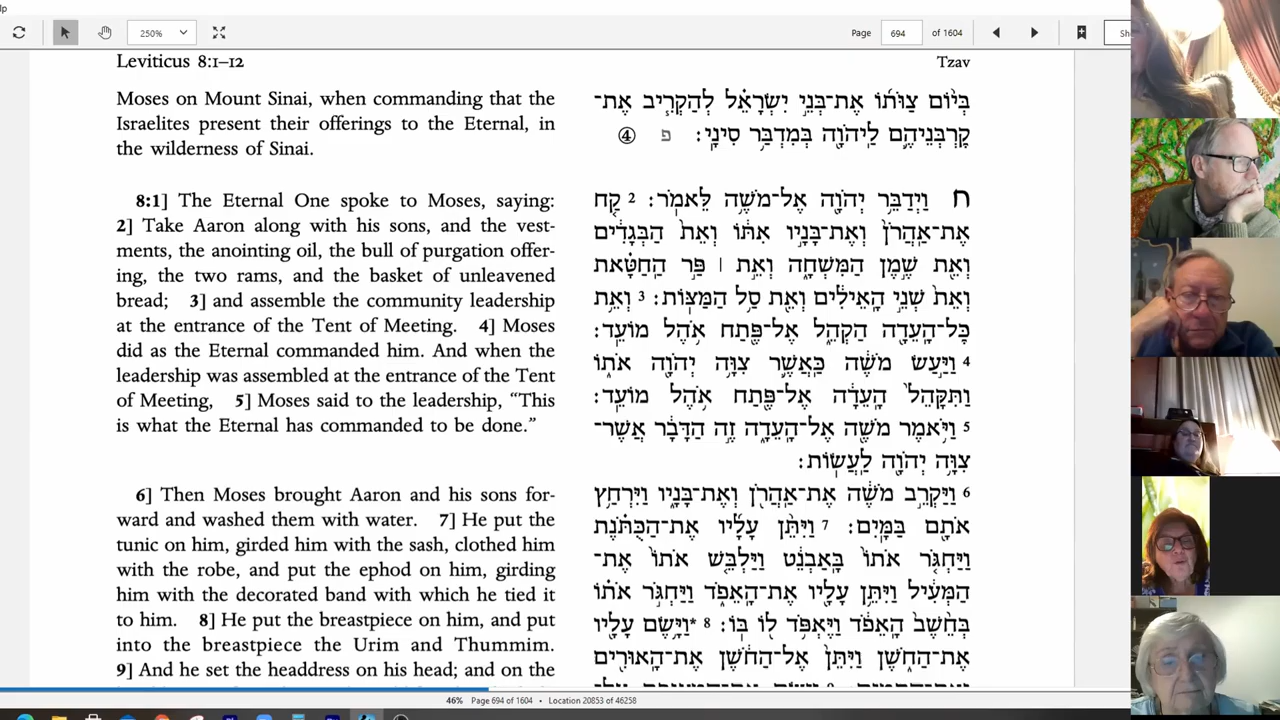 lp
250%
Page 694 of 1604
Leviticus 8:1–12
Tzav
Moses on Mount Sinai, when commanding that the
Israelites present their offerings to the Eternal, in
the wilderness of Sinai.
8:1] The Eternal One spoke to Moses, saying:
2] Take Aaron along with his sons, and the vest-
ments, the anointing oil, the bull of purgation offer-
ing, the two rams, and the basket of unleavened
bread; 3] and assemble the community leadership
at the entrance of the Tent of Meeting. 4] Moses
did as the Eternal commanded him. And when the
leadership was assembled at the entrance of the Tent
of Meeting, 5] Moses said to the leadership, “This
is what the Eternal has commanded to be done.”
6] Then Moses brought Aaron and his sons for-
ward and washed them with water. 7] He put the
tunic on him, girded him with the sash, clothed him
with the robe, and put the ephod on him, girding
him with the decorated band with which he tied it
to him. 8] He put the breastpiece on him, and put
into the breastpiece the Urim and Thummim.
9] And he set the headdress on his head; and on the
בְּי֨וֹם צַוֺּת֜וֹ אֶת־בְּנֵ֣י יִשְׂרָאֵ֗ל לְהַקְרִ֧יב אֶת־
קׇרְבְּנֵיהֶ֛ם לַיהֹוָ֖ה בְּמִדְבַּ֥ר סִינָֽי׃ פ ④
ח וַיְדַבֵּ֥ר יְהֹוָ֖ה אֶל־מֹשֶׁ֥ה לֵּאמֹֽר׃ 2 קַ֤ח
אֶֽת־אַהֲרֹן֙ וְאֶת־בָּנָ֣יו אִתּ֔וֹ וְאֵת֙ הַבְּגָדִ֔ים
וְאֵ֖ת שֶׁ֣מֶן הַמִּשְׁחָ֑ה וְאֵ֣ת ׀ פַּ֣ר הַֽחַטָּ֗את
וְאֵת֙ שְׁנֵ֣י הָֽאֵילִ֔ים וְאֵ֖ת סַ֥ל הַמַּצּֽוֹת׃ 3 וְאֵ֥ת
כׇּל־הָעֵדָ֖ה הַקְהֵ֑ל אֶל־פֶּ֖תַח אֹ֥הֶל מוֹעֵֽד׃
4 וַיַּ֣עַשׂ מֹשֶׁ֔ה כַּֽאֲשֶׁ֛ר צִוָּ֥ה יְהֹוָ֖ה אֹת֑וֹ
וַתִּקָּהֵל֙ הָֽעֵדָ֔ה אֶל־פֶּ֖תַח אֹ֥הֶל מוֹעֵֽד׃
5 וַיֹּ֥אמֶר מֹשֶׁ֖ה אֶל־הָעֵדָ֑ה זֶ֣ה הַדָּבָ֔ר אֲשֶׁר־
צִוָּ֥ה יְהֹוָ֖ה לַעֲשֽׂוֹת׃
6 וַיַּקְרֵ֣ב מֹשֶׁ֔ה אֶֽת־אַהֲרֹ֖ן וְאֶת־בָּנָ֑יו וַיִּרְחַ֥ץ
אֹתָ֖ם בַּמָּֽיִם׃ 7 וַיִּתֵּ֨ן עָלָ֜יו אֶת־הַכֻּתֹּ֗נֶת
וַיַּחְגֹּ֤ר אֹתוֹ֙ בָּֽאַבְנֵ֔ט וַיַּלְבֵּ֤שׁ אֹתוֹ֙ אֶֽת־
הַמְּעִ֔יל וַיִּתֵּ֥ן עָלָ֖יו אֶת־הָאֵפֹ֑ד וַיַּחְגֹּ֣ר אֹת֗וֹ
בְּחֵ֙שֶׁב֙ הָֽאֵפֹ֔ד וַיֶּאְפֹּ֥ד ל֖וֹ בּֽוֹ׃ 8 *וַיָּ֥שֶׂם עָלָ֖יו
אֶת־הַחֹ֑שֶׁן וַיִּתֵּן֙ אֶל־הַחֹ֔שֶׁן אֶת־הָאוּרִ֖ים
46% Page 694 of 1604 • Location 20853 of 46258